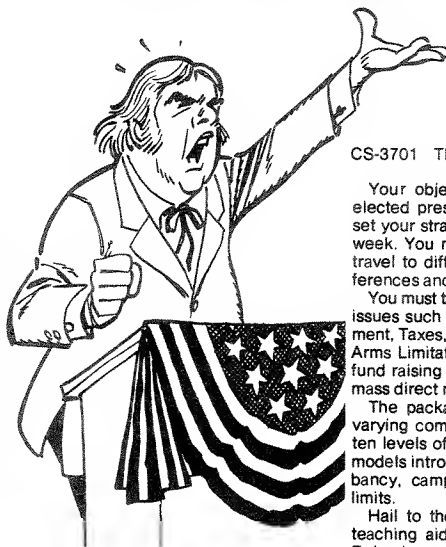 CS-3701
Your obje
elected pres
set your stra
week. You r
travel to diff
ferences and
You must t
issues such
ment, Taxes,
Arms Limitat
fund raising
mass direct r
The packa
varying com
ten levels of
models intro
bancy, camp
limits.
Hail to the
teaching aid